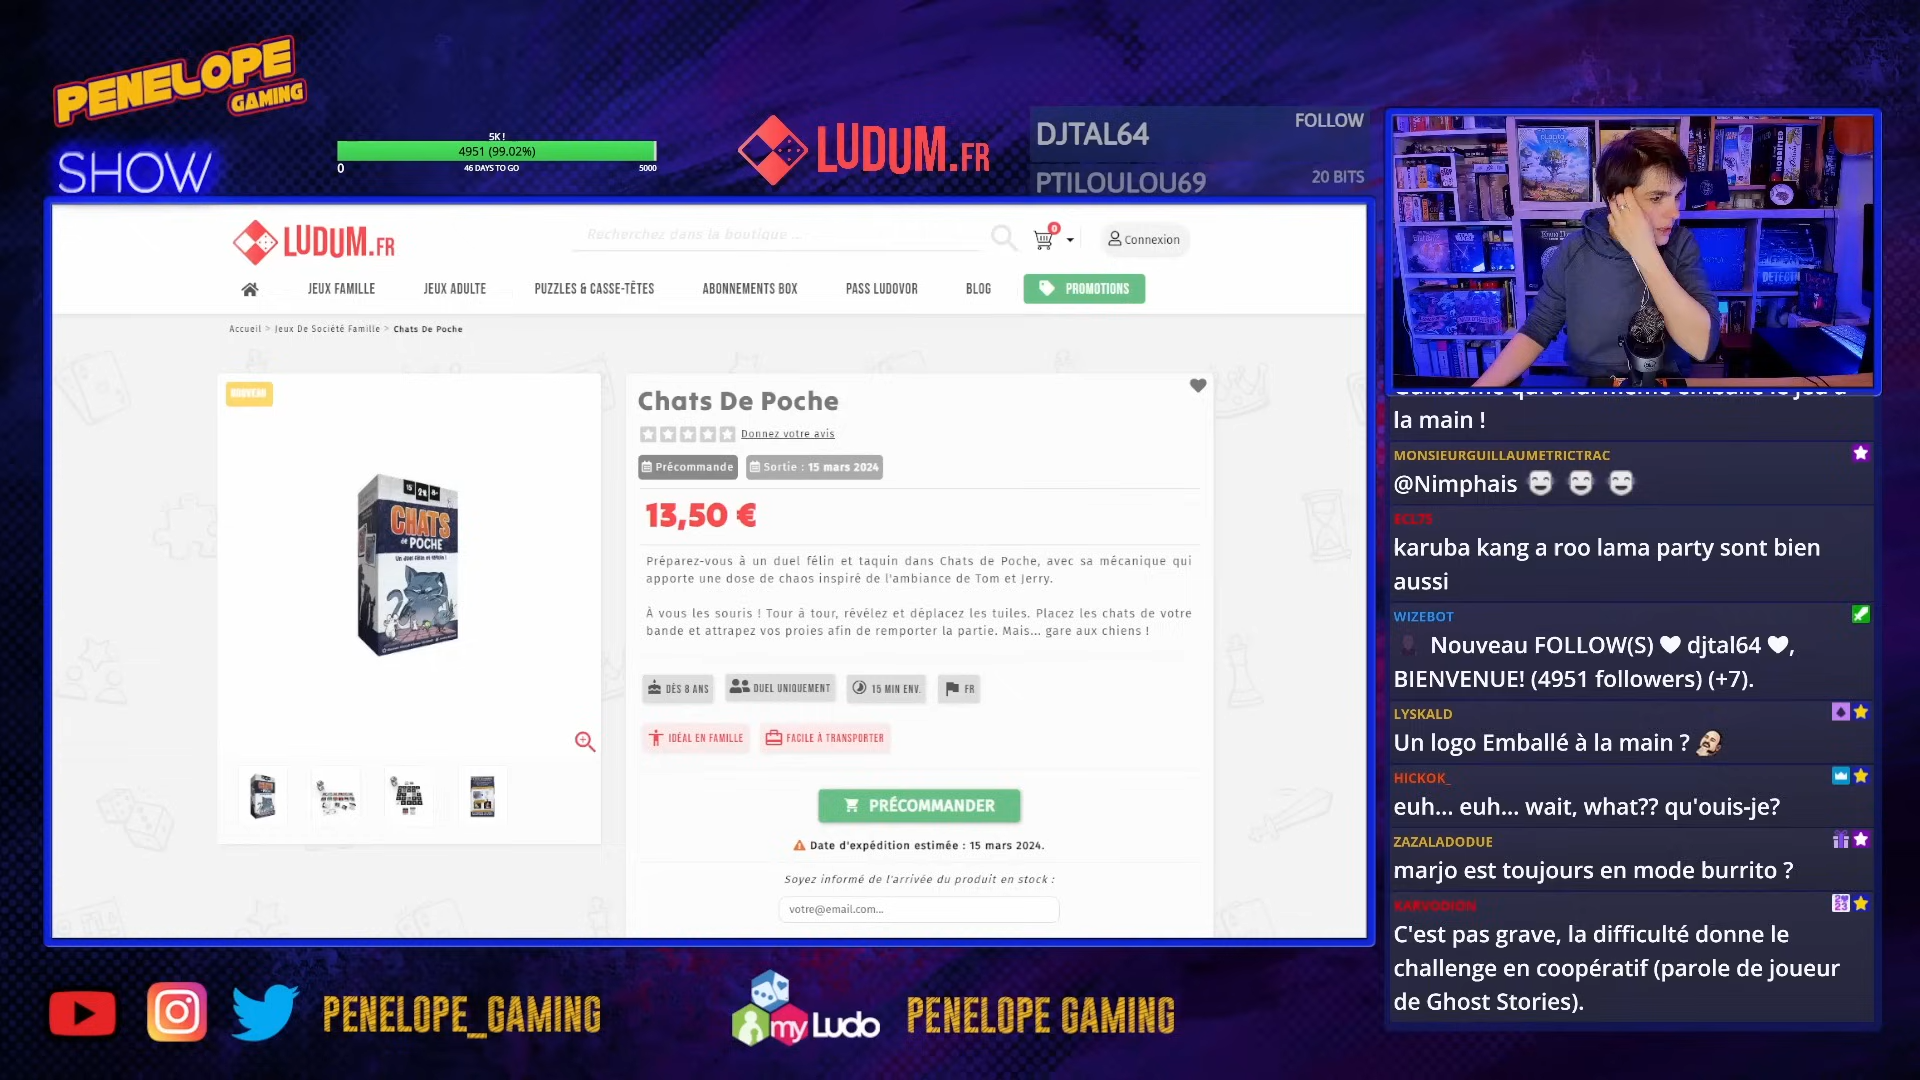 PENELOPE
GAMING
SHOW
5K!
4951 (99.02%)
0
46 DAYS TO GO
5000
LUDUM.FR
DJTAL64
FOLLOW
PTILOULOU69
20 BITS
LUDUM.FR
Recherchez dans la boutique ...
0
Connexion
JEUX FAMILLE
JEUX ADULTE
PUZZLES & CASSE-TÊTES
ABONNEMENTS BOX
PASS LUDOVOR
BLOG
PROMOTIONS
Accueil > Jeux De Société Famille > Chats De Poche
NOUVEAU
CHATS
de POCHE
Chats De Poche
Donnez votre avis
Précommande
Sortie : 15 mars 2024
13,50 €
Préparez-vous à un duel félin et taquin dans Chats de Poche, avec sa mécanique qui
apporte une dose de chaos inspiré de l'ambiance de Tom et Jerry.
À vous les souris ! Tour à tour, révélez et déplacez les tuiles. Placez les chats de votre
bande et attrapez vos proies afin de remporter la partie. Mais... gare aux chiens !
DÈS 8 ANS
DUEL UNIQUEMENT
15 MIN ENV.
FR
IDÉAL EN FAMILLE
FACILE À TRANSPORTER
PRÉCOMMANDER
Date d'expédition estimée : 15 mars 2024.
Soyez informé de l'arrivée du produit en stock :
votre@email.com...
la main !
MONSIEURGUILLAUMETRICTRAC
@Nimphais
ECL75
karuba kang a roo lama party sont bien
aussi
WIZEBOT
Nouveau FOLLOW(S) ♥ djtal64 ♥,
BIENVENUE! (4951 followers) (+7).
LYSKALD
Un logo Emballé à la main ?
HICKOK_
euh... euh... wait, what?? qu'ouis-je?
ZAZALADODUE
marjo est toujours en mode burrito ?
KARVODION
C'est pas grave, la difficulté donne le
challenge en coopératif (parole de joueur
de Ghost Stories).
PENELOPE_GAMING
myLudo
PENELOPE GAMING